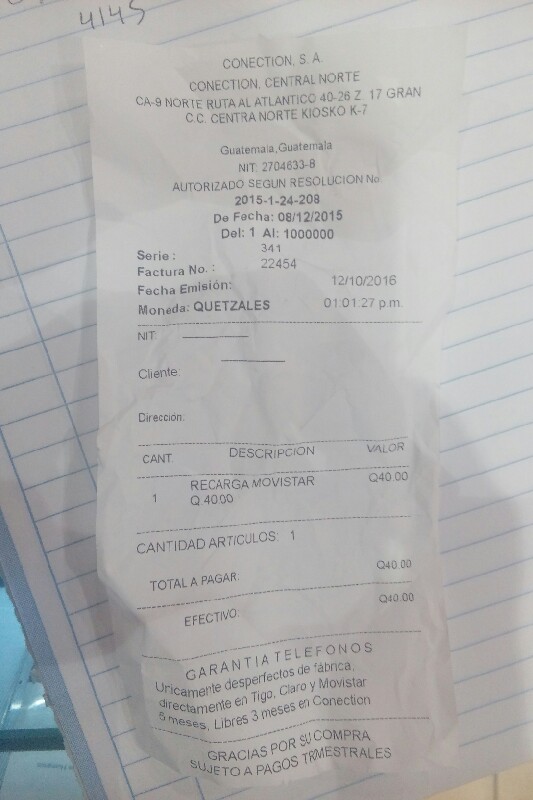 4145
CONECTION, S. A.
CONECTION, CENTRAL NORTE
CA-9 NORTE RUTA AL ATLANTICO 40-26 Z. 17 GRAN
C.C. CENTRA NORTE KIOSKO K-7
Guatemala,Guatemala
NIT: 2704633-8
AUTORIZADO SEGUN RESOLUCION No
2015-1-24-208
De Fecha: 08/12/2015
Del: 1 Al: 1000000
Serie : 341
Factura No. : 22454
Fecha Emisión: 12/10/2016
Moneda: QUETZALES 01:01:27 p.m.
NIT:
Cliente:
Dirección:
CANT. DESCRIPCION VALOR
1 RECARGA MOVISTAR Q40.00
Q 40.00
CANTIDAD ARTICULOS: 1
TOTAL A PAGAR: Q40.00
EFECTIVO: Q40.00
GARANTIA TELEFONOS
Unicamente desperfectos de fábrica,
directamente en Tigo, Claro y Movistar
6 meses, Libres 3 meses en Conection
GRACIAS POR SU COMPRA
SUJETO A PAGOS TRIMESTRALES